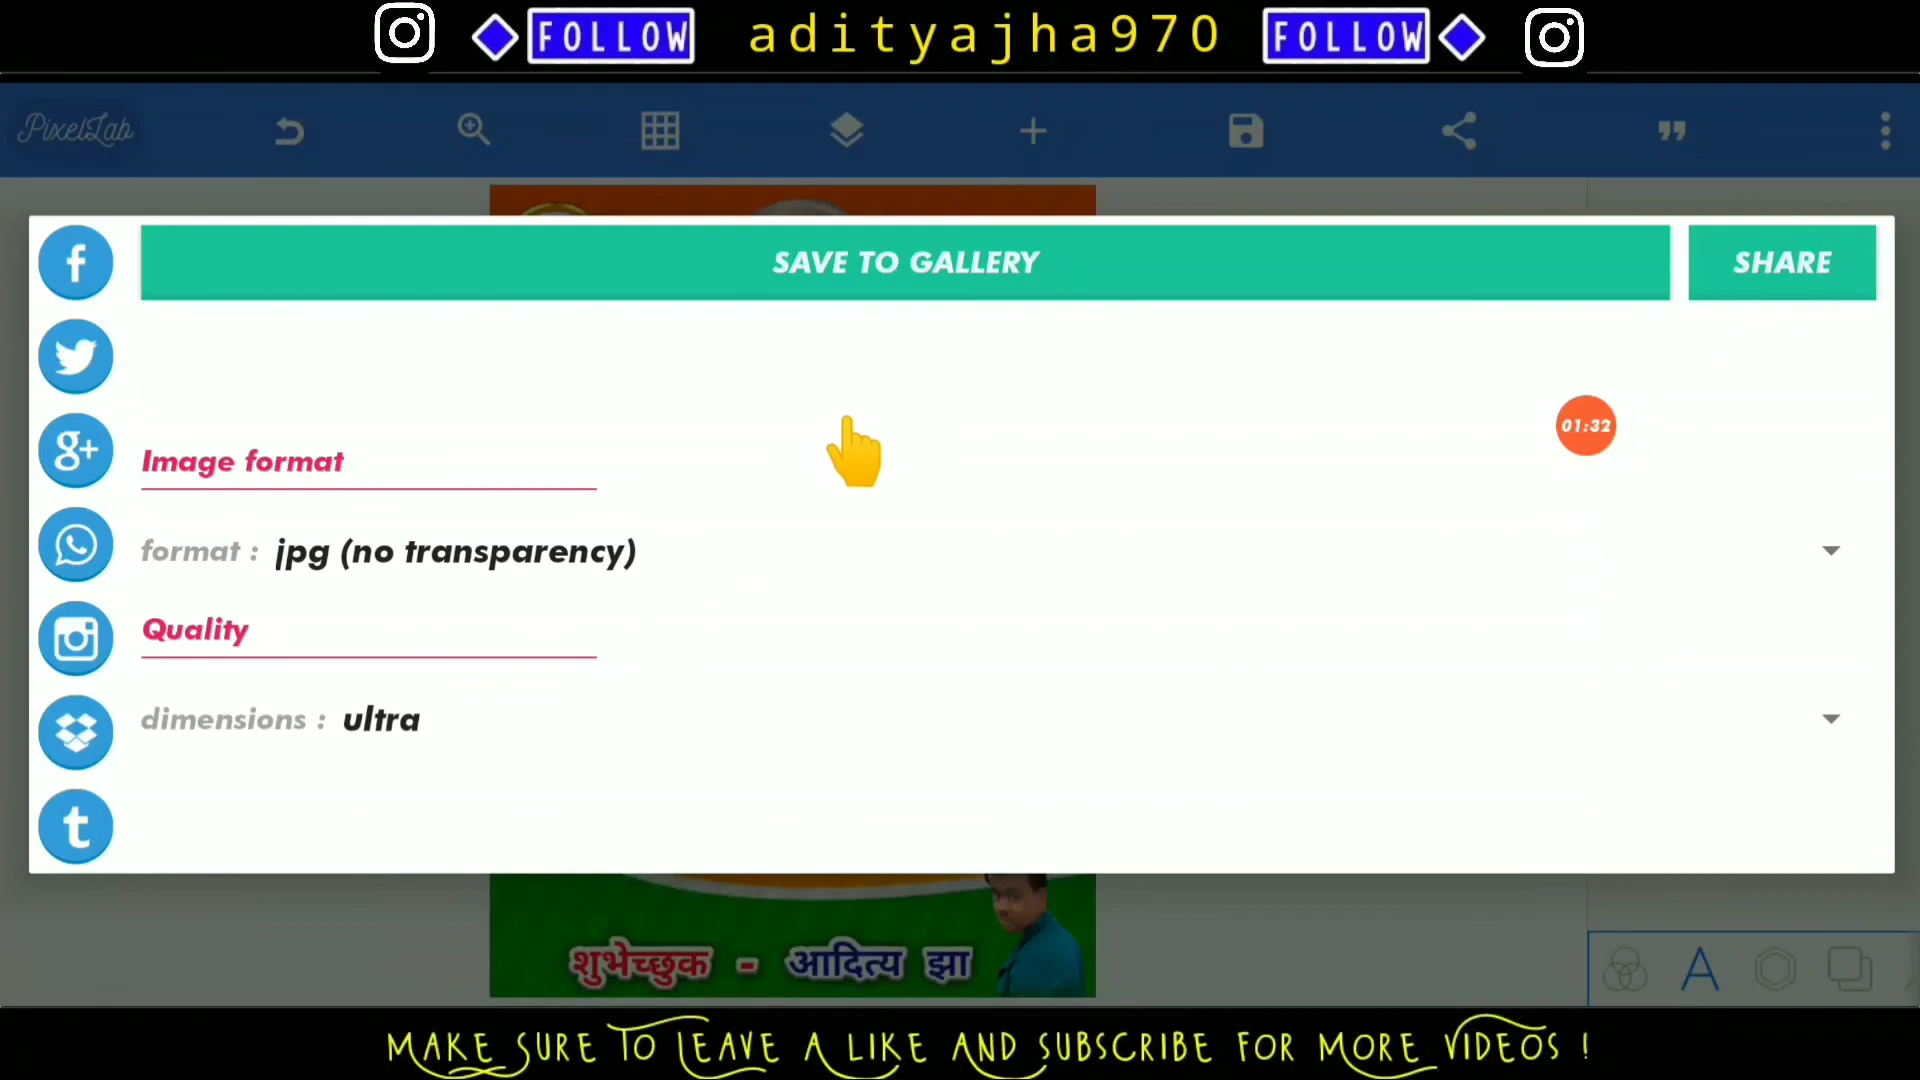 FOLLOW adityajha970 FOLLOW
PixelLab
SAVE TO GALLERY SHARE
Image format
01:32
format : jpg (no transparency)
Quality
dimensions : ultra
शुभेच्छुक - आदित्य झा
MAKE SURE TO LEAVE A LIKE AND SUBSCRIBE FOR MORE VIDEOS !